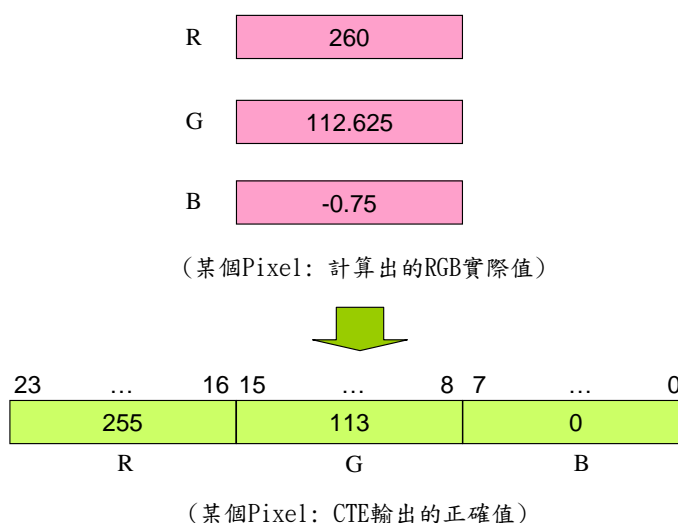 R 260
G 112.625
B -0.75
(某個Pixel: 計算出的RGB實際值)
23 … 16 15 … 8 7 … 0
255 113 0
R G B
(某個Pixel: CTE輸出的正確值)